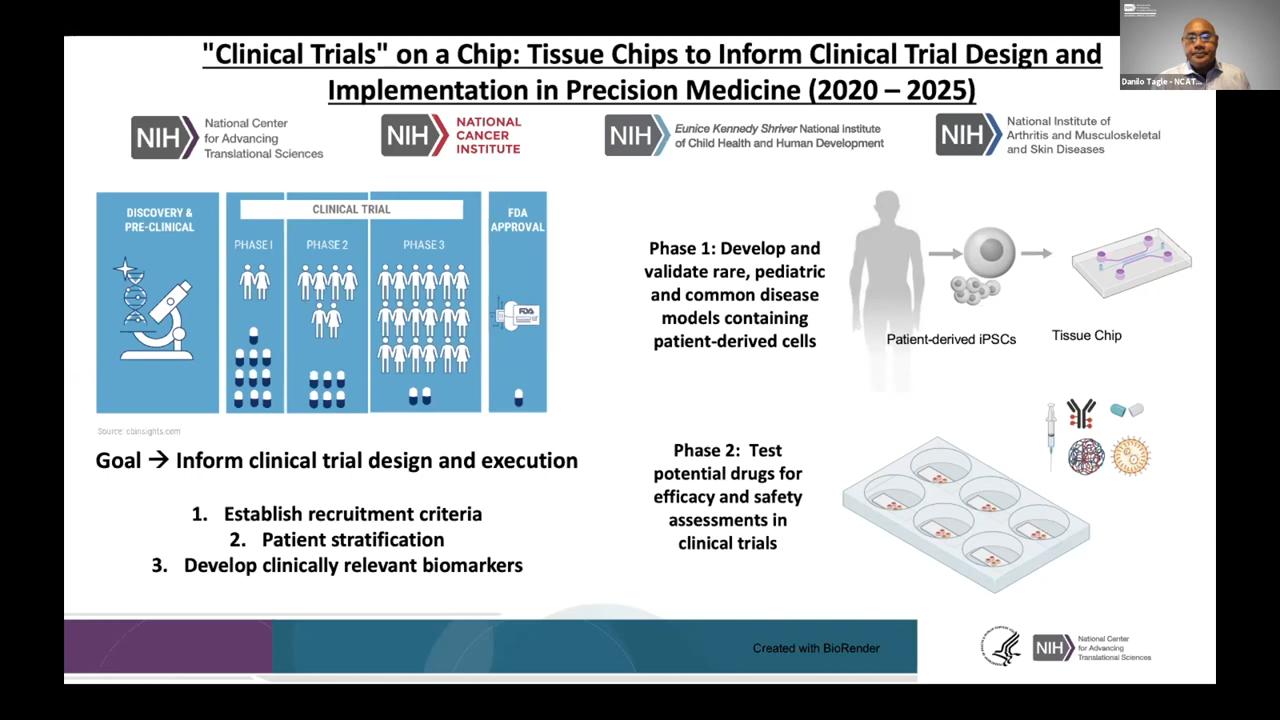 "Clinical Trials" on a Chip: Tissue Chips to Inform Clinical Trial Design and
Implementation in Precision Medicine (2020 – 2025)
Danilo Tagle - NCAT...
NIH
National Center
for Advancing
Translational Sciences
NIH
NATIONAL
CANCER
INSTITUTE
NIH
Eunice Kennedy Shriver National Institute
of Child Health and Human Development
NIH
National Institute of
Arthritis and Musculoskeletal
and Skin Diseases
DISCOVERY &
PRE-CLINICAL
CLINICAL TRIAL
PHASE I
PHASE 2
PHASE 3
FDA
APPROVAL
FDA
Source: cbinsights.com
Goal → Inform clinical trial design and execution
1. Establish recruitment criteria
2. Patient stratification
3. Develop clinically relevant biomarkers
Phase 1: Develop and
validate rare, pediatric
and common disease
models containing
patient-derived cells
Patient-derived iPSCs
Tissue Chip
Phase 2: Test
potential drugs for
efficacy and safety
assessments in
clinical trials
Created with BioRender
NIH
National Center
for Advancing
Translational Sciences